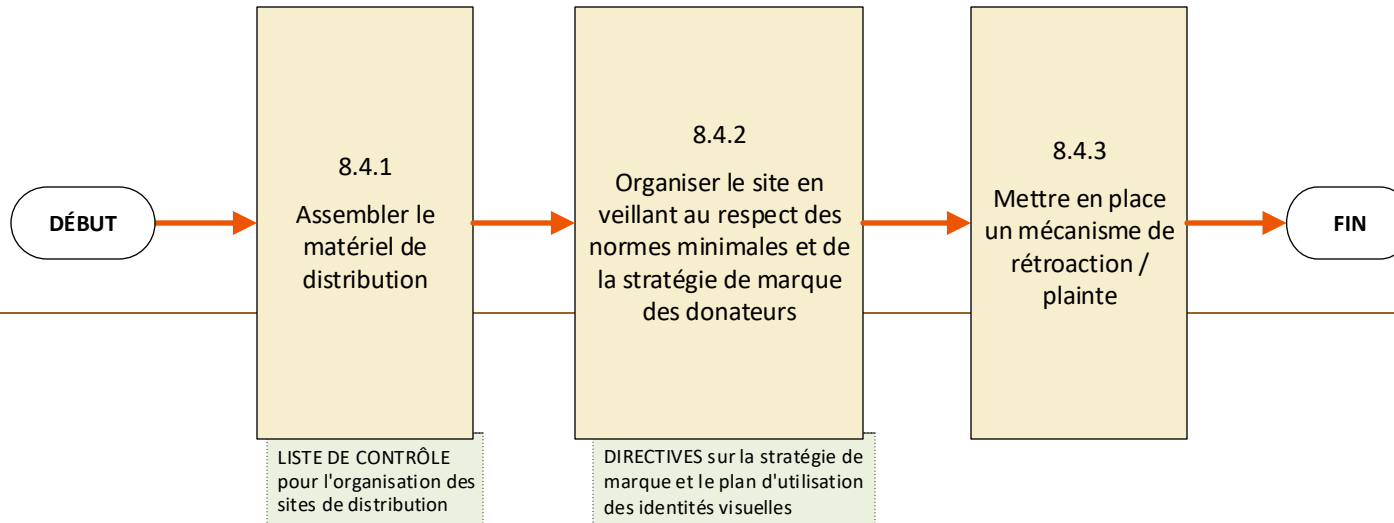 DÉBUT
8.4.1
Assembler le
matériel de
distribution
8.4.2
Organiser le site en
veillant au respect des
normes minimales et de
la stratégie de marque
des donateurs
8.4.3
Mettre en place
un mécanisme de
rétroaction /
plainte
FIN
LISTE DE CONTRÔLE
pour l'organisation des
sites de distribution
DIRECTIVES sur la stratégie de
marque et le plan d'utilisation
des identités visuelles